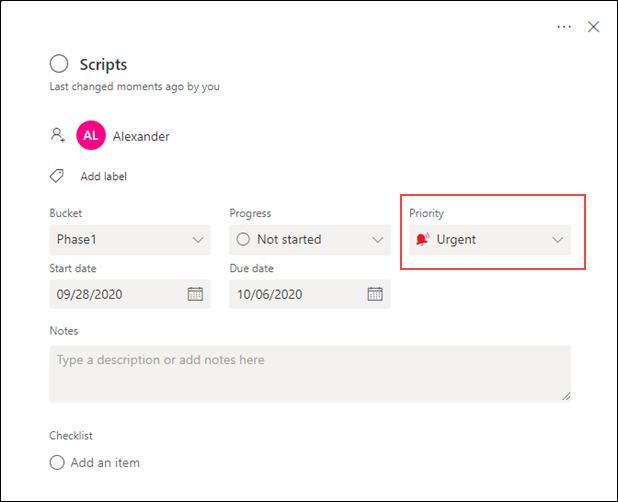 Scripts
Last changed moments ago by you
AL Alexander
Add label
Bucket Progress Priority
Phase1 Not started Urgent
Start date Due date
09/28/2020 10/06/2020
Notes
Type a description or add notes here
Checklist
Add an item